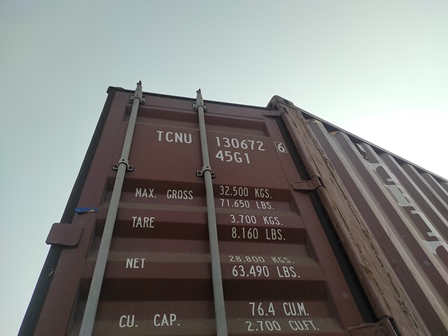 TCNU 130672 6
45G1
MAX. GROSS 32.500 KGS.
71.650 LBS.
TARE 3.700 KGS.
8.160 LBS.
NET 28.800 KGS.
63.490 LBS.
CU. CAP. 76.4 CU.M.
2.700 CU.FT.